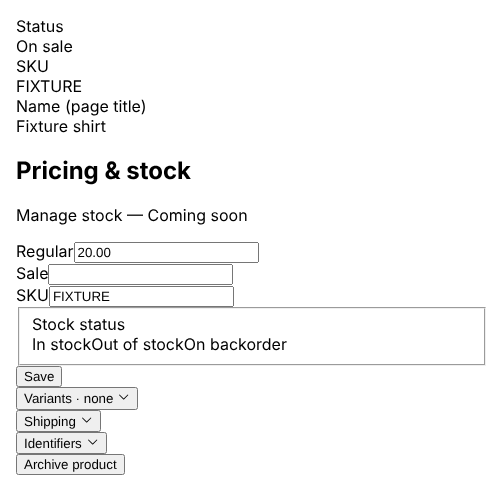 Status
On sale
SKU
FIXTURE
Name (page title)
Fixture shirt
Pricing & stock
Manage stock — Coming soon
Regular 20.00
Sale
SKU FIXTURE
Stock status
In stockOut of stockOn backorder
Save
Variants · none
Shipping
Identifiers
Archive product